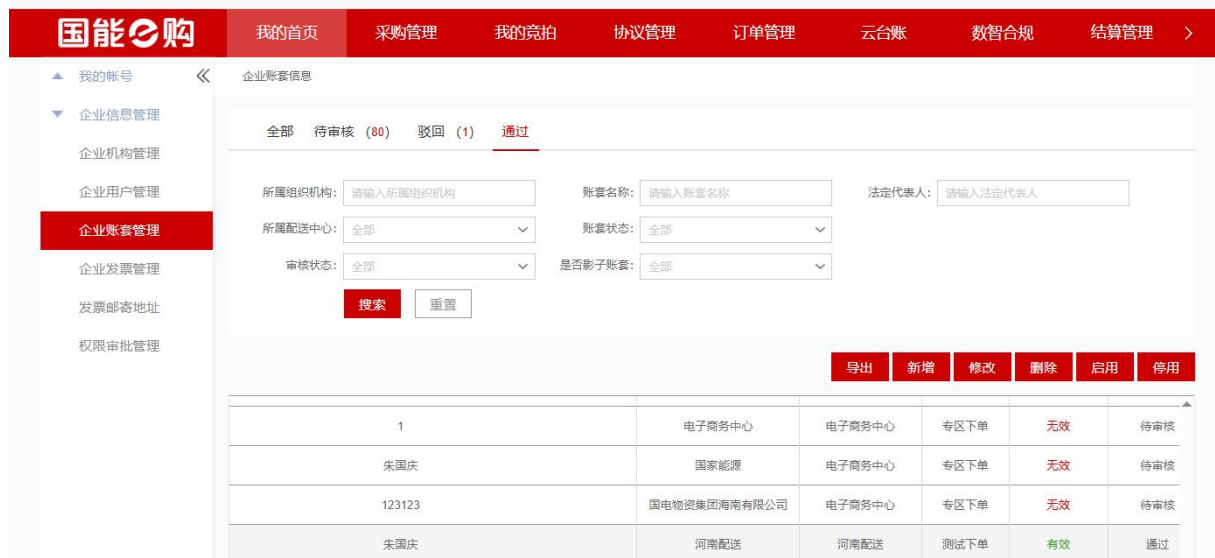 国能e购 我的首页 采购管理 我的竞拍 协议管理 订单管理 云台账 数智合规 结算管理
我的帐号 企业账套信息
企业信息管理
全部 待审核 (80) 驳回 (1) 通过
企业机构管理
企业用户管理 所属组织机构: 请输入所属组织机构 账套名称: 请输入账套名称 法定代表人: 请输入法定代表人
企业账套管理 所属配送中心: 全部 账套状态: 全部
企业发票管理 审核状态: 全部 是否影子账套: 全部
发票邮寄地址 搜索 重置
权限审批管理
导出 新增 修改 删除 启用 停用
1 电子商务中心 电子商务中心 专区下单 无效 待审核
朱国庆 国家能源 电子商务中心 专区下单 无效 待审核
123123 国电物资集团海南有限公司 电子商务中心 专区下单 无效 待审核
朱国庆 河南配送 河南配送 测试下单 有效 通过